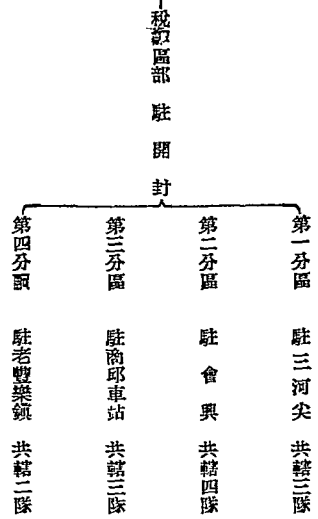 稅部區部 駐開封
第一分區 駐三河尖 共轄三隊
第二分區 駐會興 共轄四隊
第三分區 駐商邱車站 共轄三隊
第四分區 駐老豐樂鎮 共轄二隊